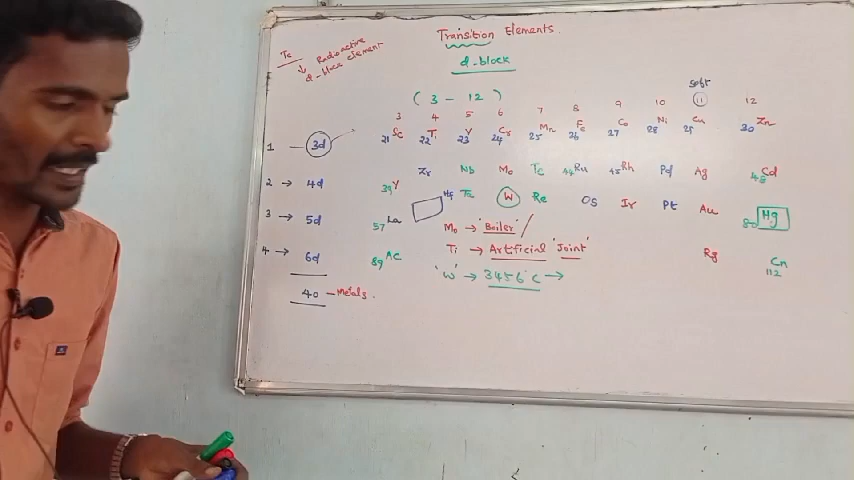 Transition Elements.
d-block
Tc
↓ Radioactive
d-block element
( 3 - 12 )
soft
3 4 5 6 7 8 9 10 11 12
1 — 3d 21 Sc 22 Ti 23 V 24 Cr 25 Mn 26 Fe 27 Co 28 Ni 29 Cu 30 Zn
2 → 4d 39 Y Zr Nb Mo Tc 44 Ru 45 Rh Pd Ag 48 Cd
3 → 5d 57 La Hf Ta W Re OS Ir Pt Au 80 Hg
Mo → 'Boiler' /
4 → 6d 89 AC Ti → Artificial 'Joint' Rg Cn 112
'W' → 3456°C →
40 — Metals.